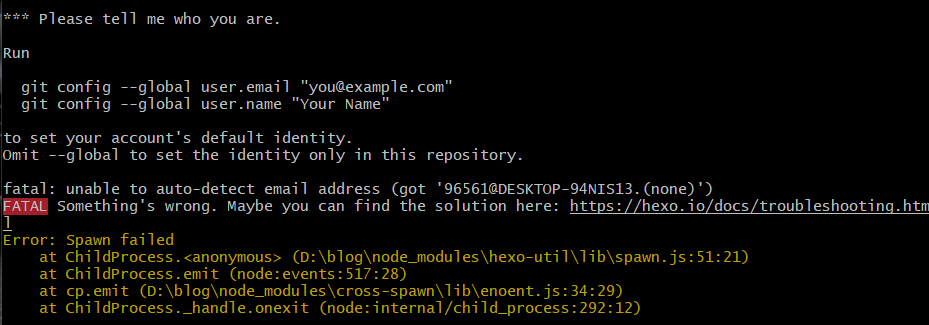 *** Please tell me who you are.
Run
git config --global user.email "you@example.com"
git config --global user.name "Your Name"
to set your account's default identity.
Omit --global to set the identity only in this repository.
fatal: unable to auto-detect email address (got '96561@DESKTOP-94NIS13.(none)')
FATAL Something's wrong. Maybe you can find the solution here: https://hexo.io/docs/troubleshooting.htm
l
Error: Spawn failed
at ChildProcess.<anonymous> (D:\blog\node_modules\hexo-util\lib\spawn.js:51:21)
at ChildProcess.emit (node:events:517:28)
at cp.emit (D:\blog\node_modules\cross-spawn\lib\enoent.js:34:29)
at ChildProcess._handle.onexit (node:internal/child_process:292:12)